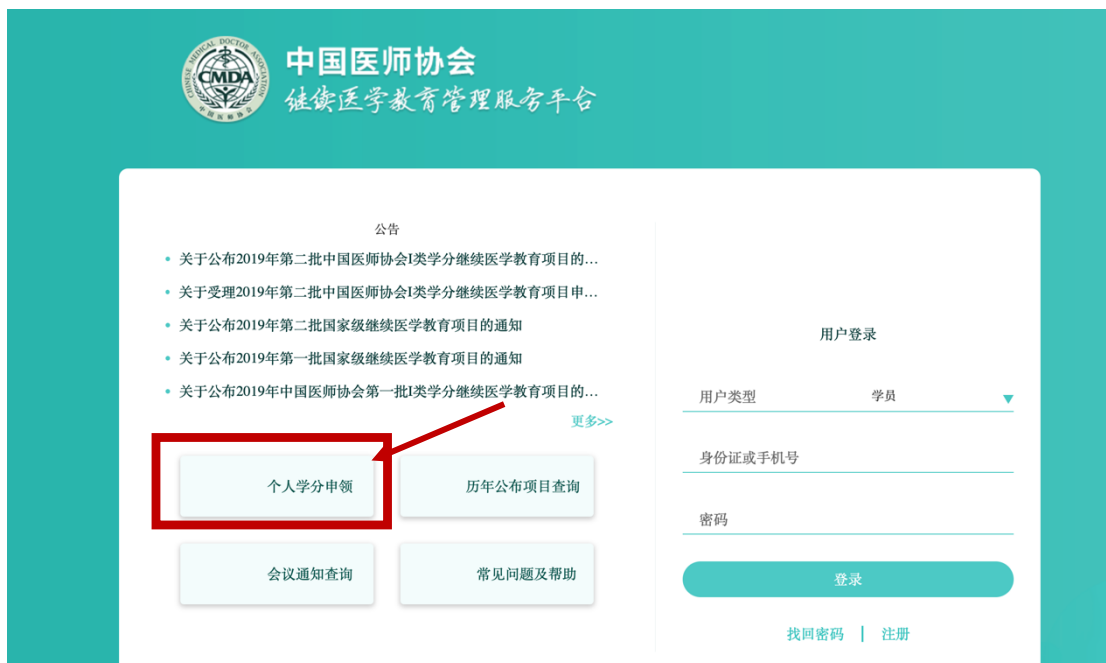 CHINESE MEDICAL DOCTOR ASSOCIATION
CMDA
中国医师协会
中国医师协会
继续医学教育管理服务平台
公告
• 关于公布2019年第二批中国医师协会I类学分继续医学教育项目的...
• 关于受理2019年第二批中国医师协会I类学分继续医学教育项目申...
• 关于公布2019年第二批国家级继续医学教育项目的通知
• 关于公布2019年第一批国家级继续医学教育项目的通知
• 关于公布2019年中国医师协会第一批I类学分继续医学教育项目的...
更多>>
个人学分申领
历年公布项目查询
会议通知查询
常见问题及帮助
用户登录
用户类型 学员
身份证或手机号
密码
登录
找回密码 | 注册